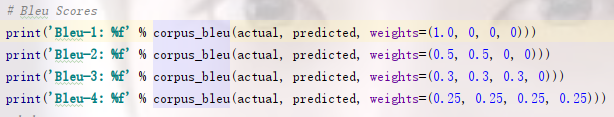 # Bleu Scores
print('Bleu-1: %f' % corpus_bleu(actual, predicted, weights=(1.0, 0, 0, 0)))
print('Bleu-2: %f' % corpus_bleu(actual, predicted, weights=(0.5, 0.5, 0, 0)))
print('Bleu-3: %f' % corpus_bleu(actual, predicted, weights=(0.3, 0.3, 0.3, 0)))
print('Bleu-4: %f' % corpus_bleu(actual, predicted, weights=(0.25, 0.25, 0.25, 0.25)))